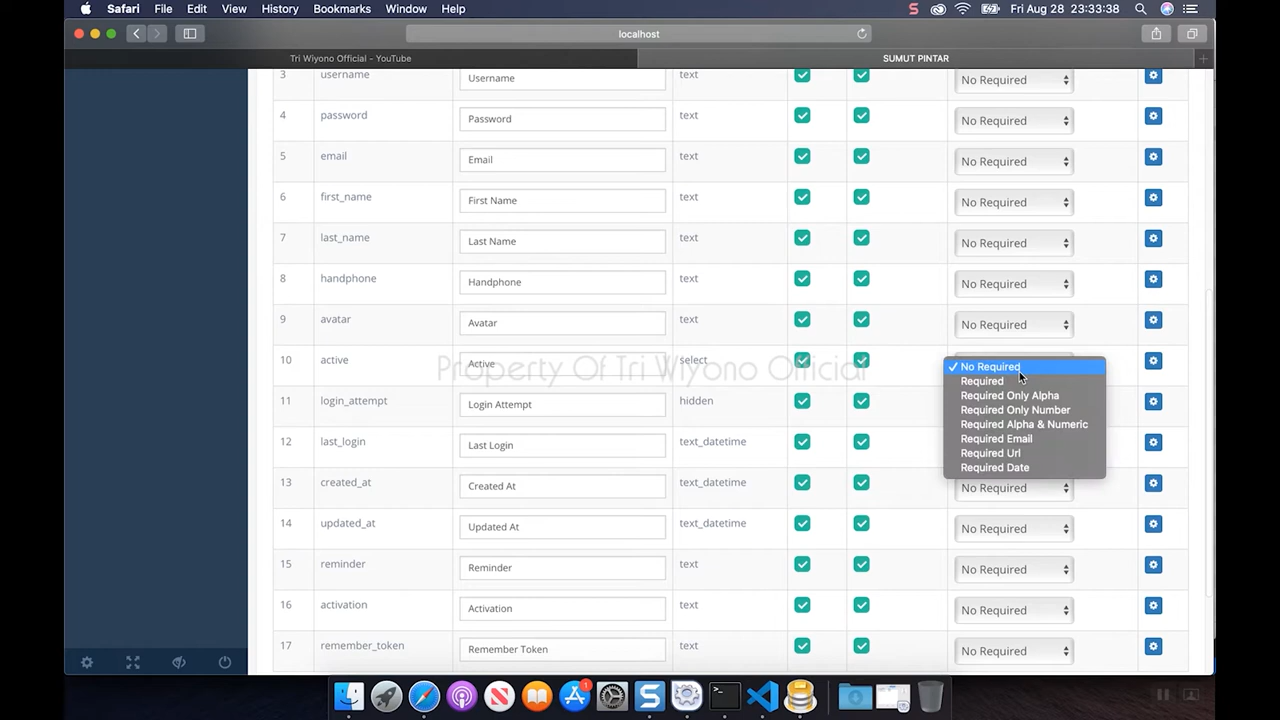 Safari File Edit View History Bookmarks Window Help Fri Aug 28 23:33:38
localhost
Tri Wiyono Official - YouTube SUMUT PINTAR
3 username Username text No Required
4 password Password text No Required
5 email Email text No Required
6 first_name First Name text No Required
7 last_name Last Name text No Required
8 handphone Handphone text No Required
9 avatar Avatar text No Required
10 active Active select
Property Of Tri Wiyono Official
No Required
Required
Required Only Alpha
Required Only Number
Required Alpha & Numeric
Required Email
Required Url
Required Date
11 login_attempt Login Attempt hidden
12 last_login Last Login text_datetime
13 created_at Created At text_datetime No Required
14 updated_at Updated At text_datetime No Required
15 reminder Reminder text No Required
16 activation Activation text No Required
17 remember_token Remember Token text No Required